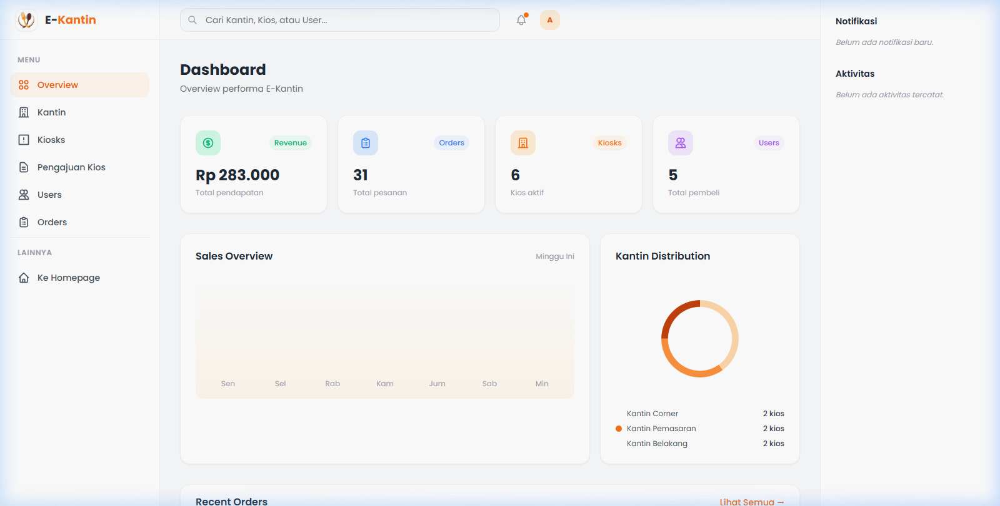 E-Kantin
Cari Kantin, Kios, atau User...
A
MENU
Overview
Kantin
Kiosks
Pengajuan Kios
Users
Orders
LAINNYA
Ke Homepage
Dashboard
Overview performa E-Kantin
Revenue
Rp 283.000
Total pendapatan
Orders
31
Total pesanan
Kiosks
6
Kios aktif
Users
5
Total pembeli
Sales Overview
Minggu Ini
Sen Sel Rab Kam Jum Sab Min
Kantin Distribution
Kantin Corner 2 kios
Kantin Pemasaran 2 kios
Kantin Belakang 2 kios
Recent Orders
Lihat Semua →
Notifikasi
Belum ada notifikasi baru.
Aktivitas
Belum ada aktivitas tercatat.